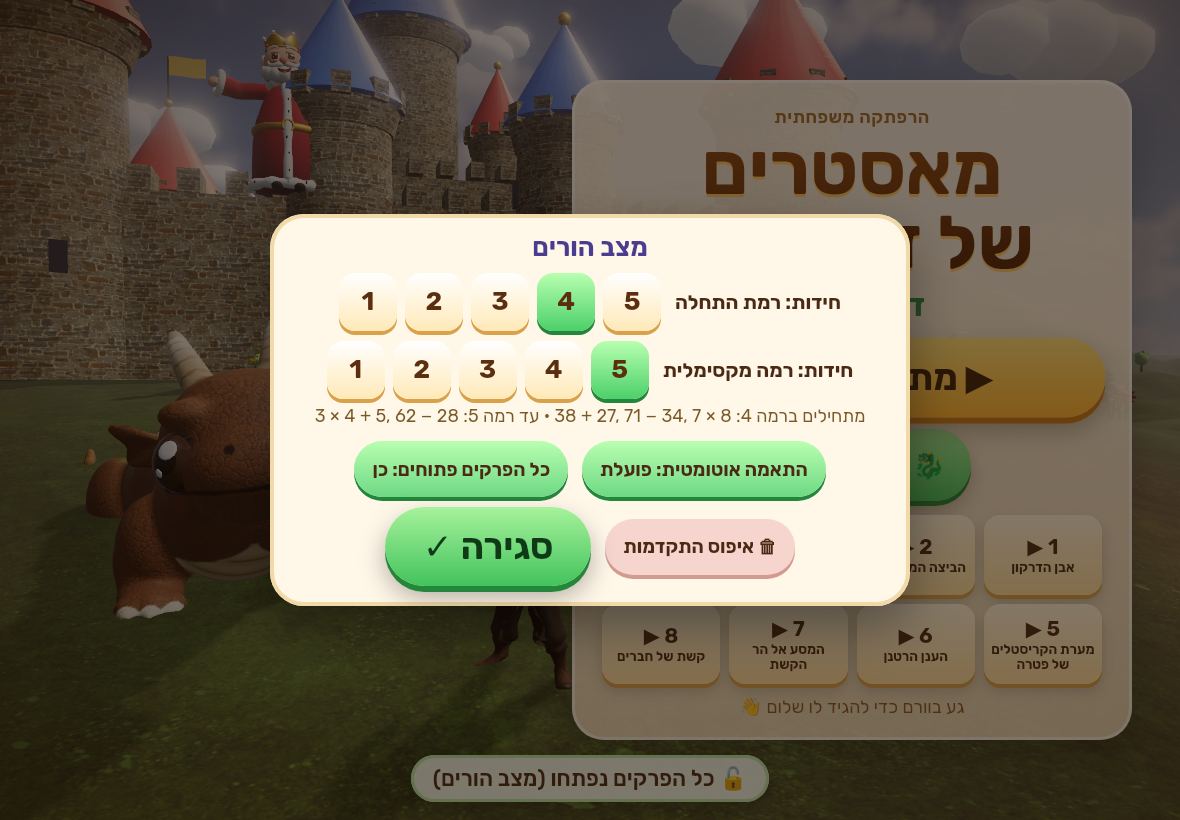 הרפתקה משפחתית
מאסטרים
של
מצב הורים
חידות: רמת התחלה
5 4 3 2 1
חידות: רמה מקסימלית
5 4 3 2 1
מתחילים ברמה 4: 8 × 7 ,34 – 71 ,27 + 38 • עד רמה 5: 28 – 62 ,5 + 4 × 3
התאמה אוטומטית: פועלת
כל הפרקים פתוחים: כן
🗑 איפוס התקדמות
סגירה ✓
1 ▶
אבן הדרקון
2
הביצה
5 ▶
מערת הקריסטלים
של פטרה
6 ▶
הענן הרטנן
7 ▶
המסע אל הר
הקשת
8 ▶
קשת של חברים
גע בוורם כדי להגיד לו שלום 👋
🔓 כל הפרקים נפתחו (מצב הורים)